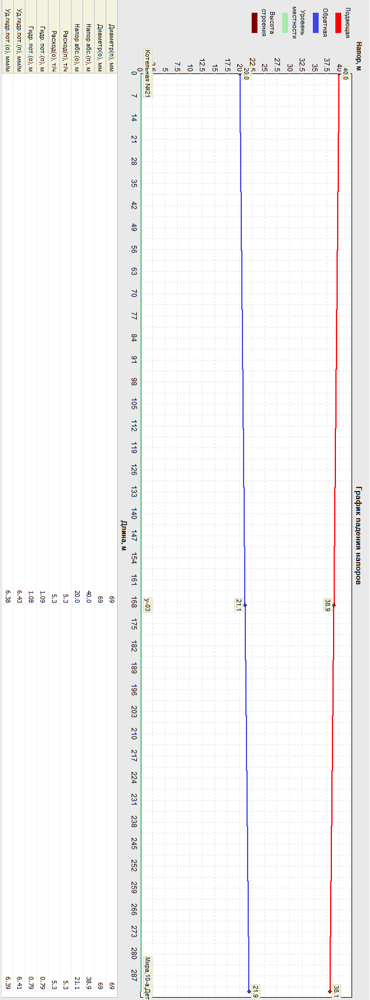 График падения напоров
Напор, м
Подающая
Обратная
Уровень
местности
Высота
строения
40.0
40
37.5
35
32.5
30
27.5
25
22.5
20.0
20
17.5
15
12.5
10
7.5
5
2.5
0
38.9
38.1
21.1
21.9
Котельная №21
У-03
Мира,10-а,Дет
0 7 14 21 28 35 42 49 56 63 70 77 84 91 98 105 112 119 126 133 140 147 154 161 168 175 182 189 196 203 210 217 224 231 238 245 252 259 266 273 280 287
Длина, м
Диаметр(п), мм 69 69
Диаметр(о), мм 69 69
Напор абс.(п), м 40.0 38.9
Напор абс.(о), м 20.0 21.1
Расход(п), т/ч 5.3 5.3
Расход(о), т/ч 5.3 5.3
Гидр. пот.(п), м 1.09 0.79
Гидр. пот.(о), м 1.08 0.79
Уд.гидр.пот.(п), мм/м 6.43 6.41
Уд.гидр.пот.(о), мм/м 6.38 6.39